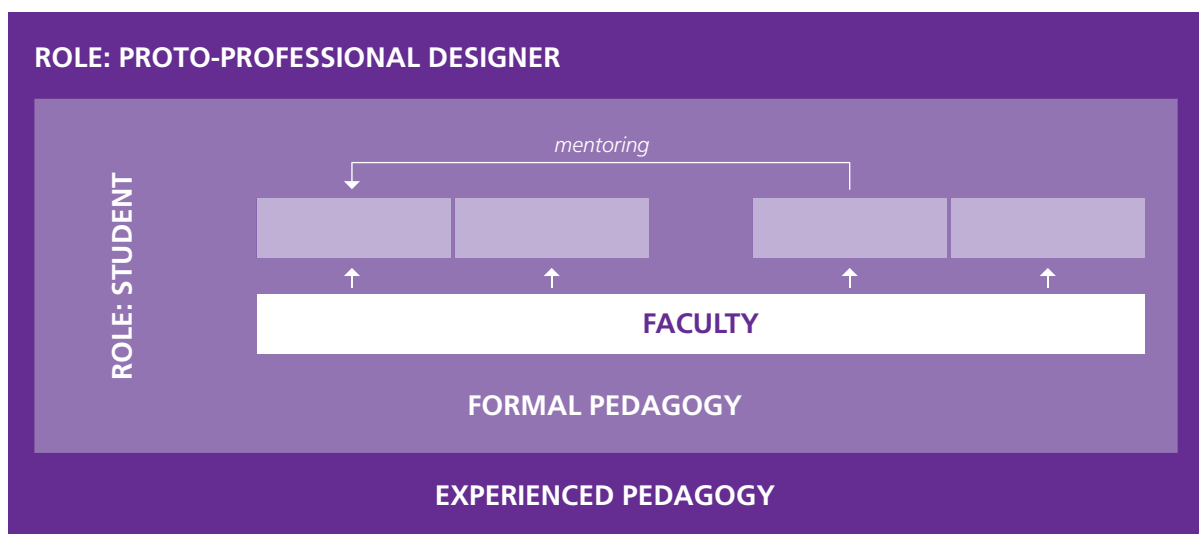 ROLE: PROTO-PROFESSIONAL DESIGNER
mentoring
ROLE: STUDENT
FACULTY
FORMAL PEDAGOGY
EXPERIENCED PEDAGOGY